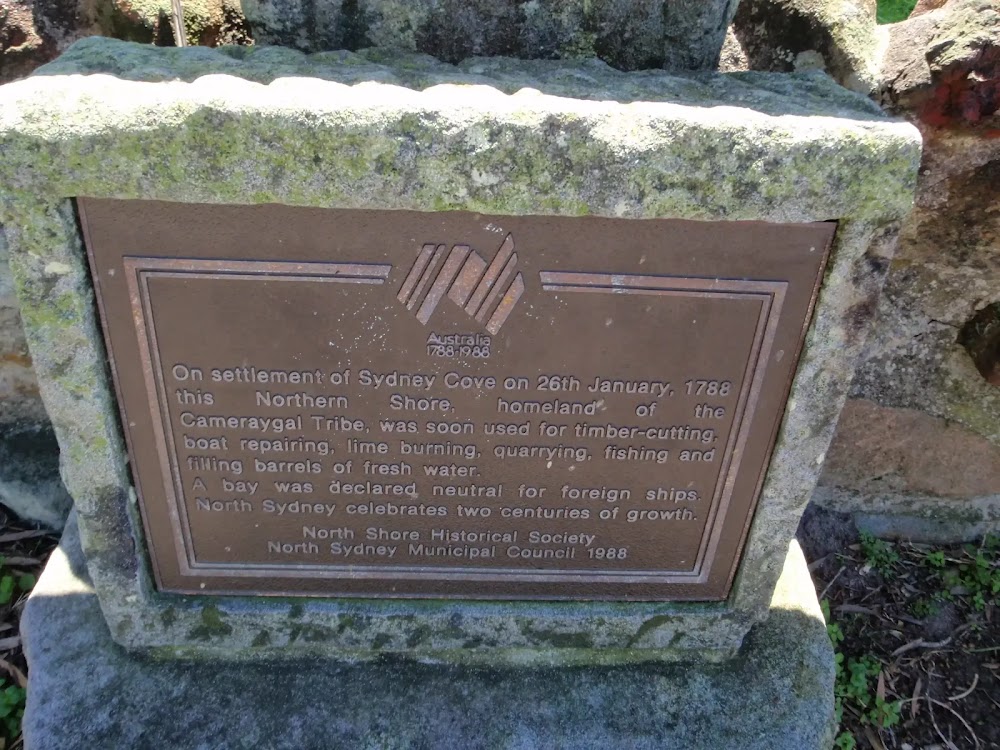 Australia
1788-1988
On settlement of Sydney Cove on 26th January, 1788
this Northern Shore, homeland of the
Cameraygal Tribe, was soon used for timber-cutting,
boat repairing, lime burning, quarrying, fishing and
filling barrels of fresh water.
A bay was declared neutral for foreign ships.
North Sydney celebrates two centuries of growth.
North Shore Historical Society
North Sydney Municipal Council 1988